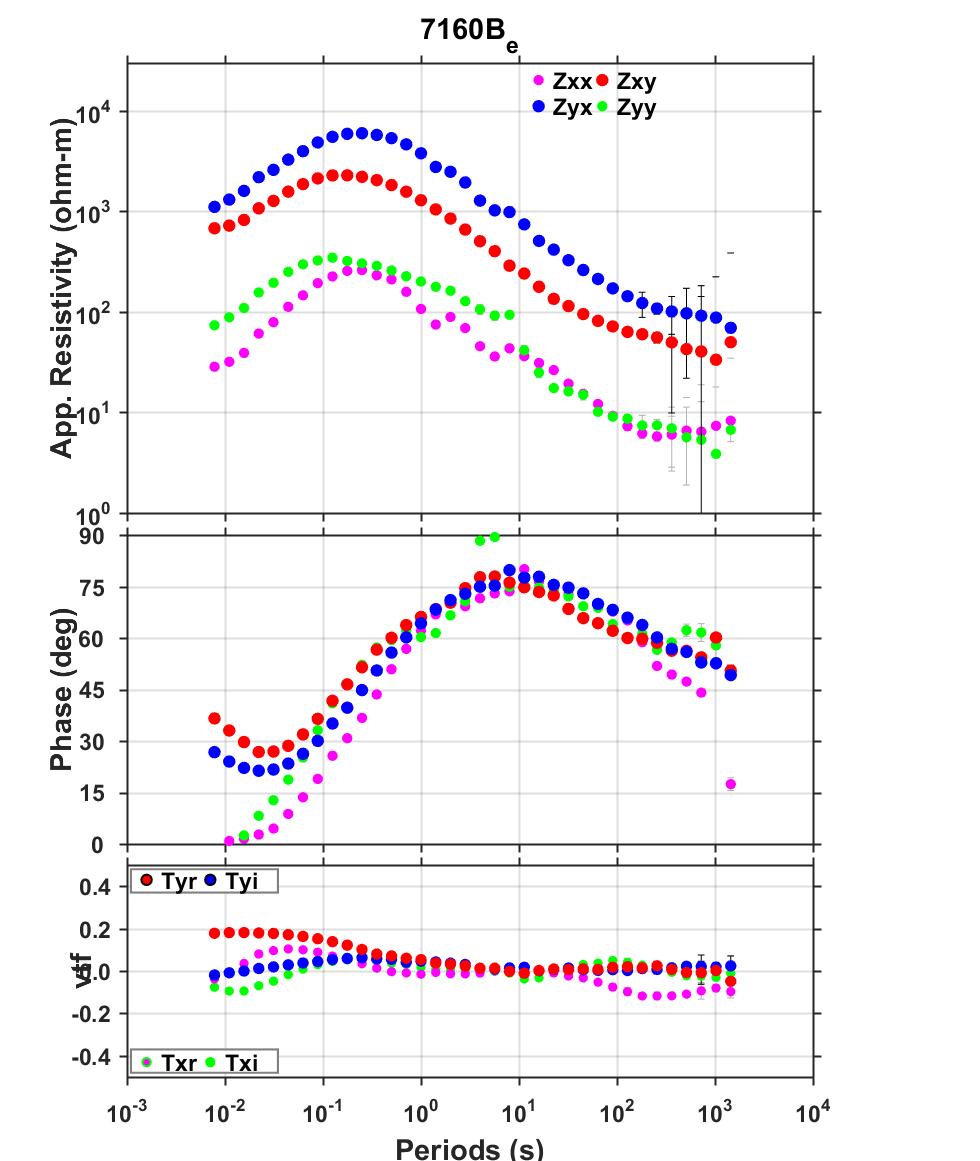 7160Be
Zxx Zxy
Zyx Zyy
10^4
10^3
10^2
10^1
10^0
App. Resistivity (ohm-m)
90
75
60
45
30
15
0
Phase (deg)
Tyr Tyi
0.4
0.2
0.0
-0.2
-0.4
vtf
Txr Txi
10^-3 10^-2 10^-1 10^0 10^1 10^2 10^3 10^4
Periods (s)